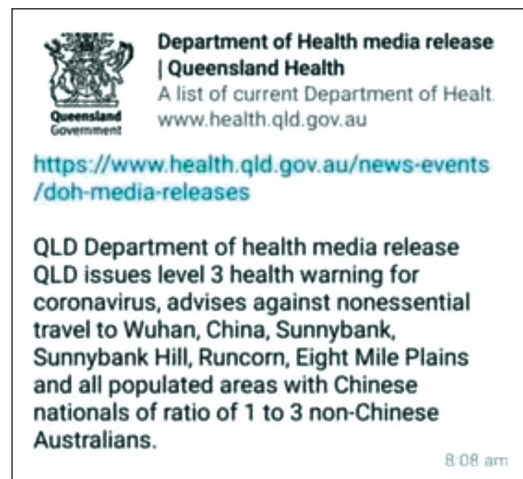 Department of Health media release
| Queensland Health
A list of current Department of Healt
www.health.qld.gov.au
Queensland
Government
https://www.health.qld.gov.au/news-events
/doh-media-releases
QLD Department of health media release
QLD issues level 3 health warning for
coronavirus, advises against nonessential
travel to Wuhan, China, Sunnybank,
Sunnybank Hill, Runcorn, Eight Mile Plains
and all populated areas with Chinese
nationals of ratio of 1 to 3 non-Chinese
Australians.
8:08 am